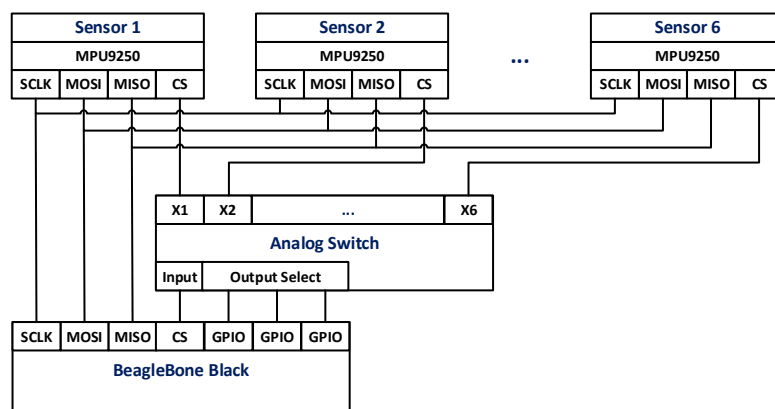 Sensor 1 Sensor 2 Sensor 6
MPU9250 MPU9250 ... MPU9250
SCLK MOSI MISO CS SCLK MOSI MISO CS SCLK MOSI MISO CS
X1 X2 ... X6
Analog Switch
Input Output Select
SCLK MOSI MISO CS GPIO GPIO GPIO
BeagleBone Black